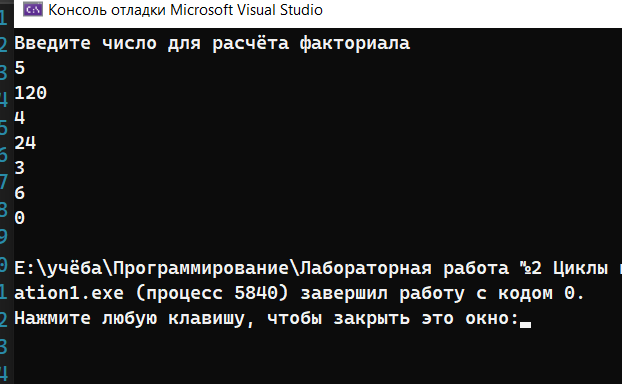 Консоль отладки Microsoft Visual Studio
Введите число для расчёта факториала
5
120
4
24
3
6
0
E:\учёба\Программирование\Лабораторная работа №2 Циклы
ation1.exe (процесс 5840) завершил работу с кодом 0.
Нажмите любую клавишу, чтобы закрыть это окно: